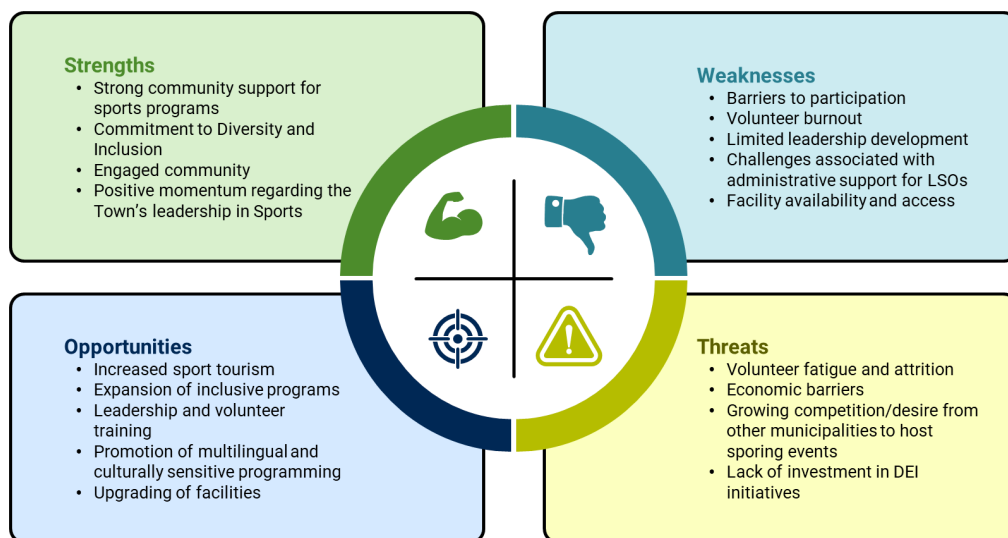 Strengths
• Strong community support for
sports programs
• Commitment to Diversity and
Inclusion
• Engaged community
• Positive momentum regarding the
Town's leadership in Sports
Weaknesses
• Barriers to participation
• Volunteer burnout
• Limited leadership development
• Challenges associated with
administrative support for LSOs
• Facility availability and access
Opportunities
• Increased sport tourism
• Expansion of inclusive programs
• Leadership and volunteer
training
• Promotion of multilingual and
culturally sensitive programming
• Upgrading of facilities
Threats
• Volunteer fatigue and attrition
• Economic barriers
• Growing competition/desire from
other municipalities to host
sporing events
• Lack of investment in DEI
initiatives